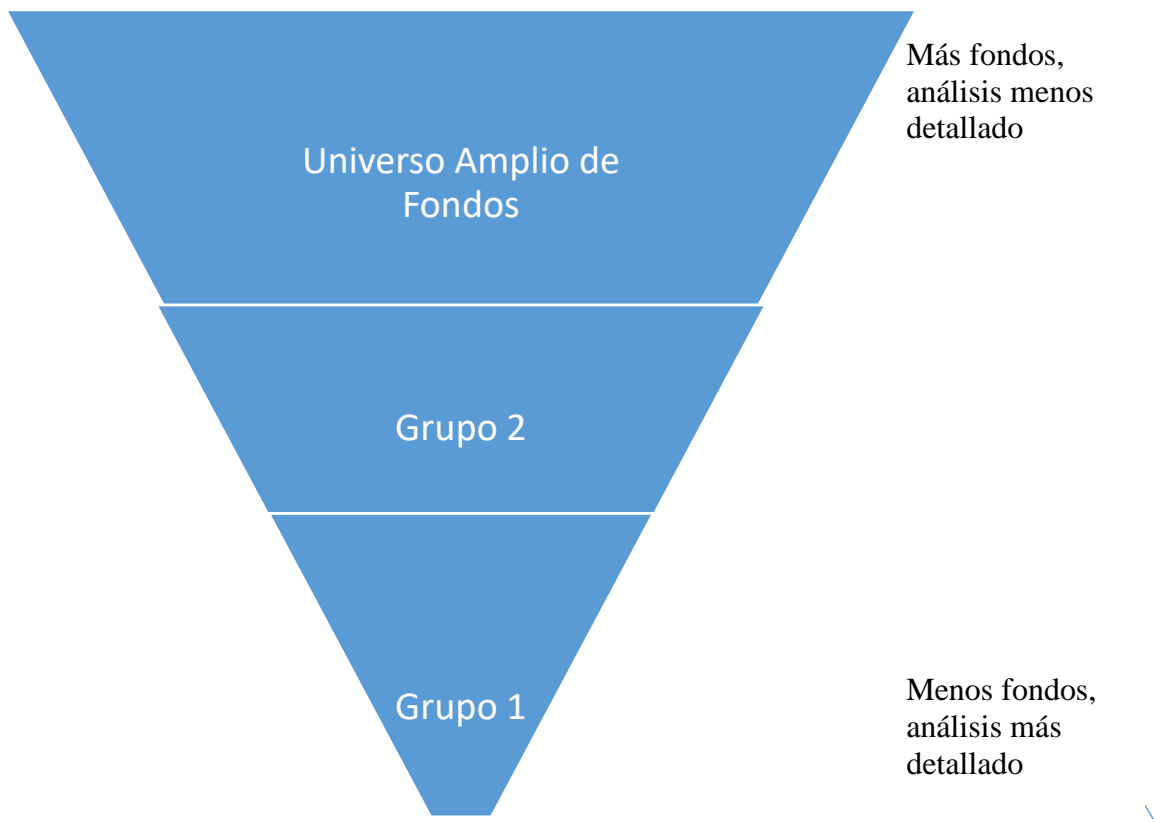 Más fondos,
análisis menos
detallado
Universo Amplio de
Fondos
Grupo 2
Grupo 1
Menos fondos,
análisis más
detallado